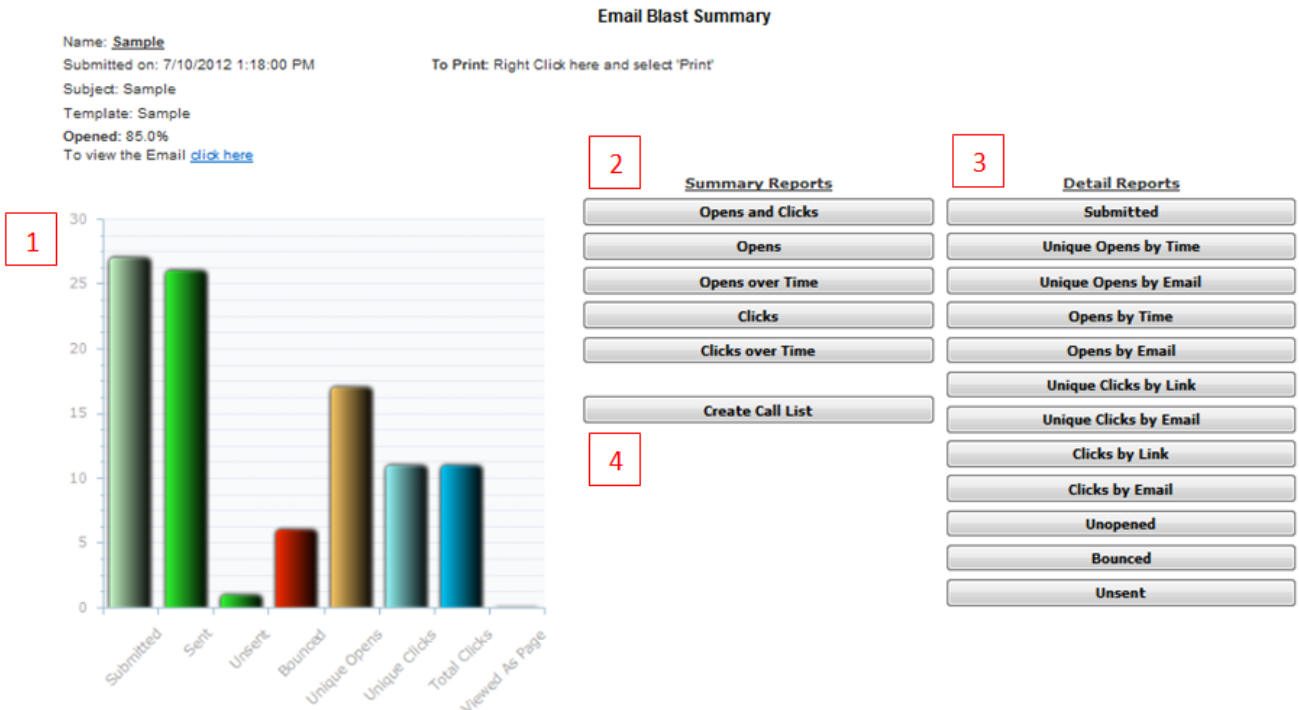 Email Blast Summary
Name: Sample
Submitted on: 7/10/2012 1:18:00 PM
To Print: Right Click here and select 'Print'
Subject: Sample
Template: Sample
Opened: 85.0%
To view the Email click here
1
30
25
20
15
10
5
0
Submitted
Sent
Unsent
Bounced
Unique Opens
Unique Clicks
Total Clicks
Viewed As Page
2
Summary Reports
Opens and Clicks
Opens
Opens over Time
Clicks
Clicks over Time
Create Call List
4
3
Detail Reports
Submitted
Unique Opens by Time
Unique Opens by Email
Opens by Time
Opens by Email
Unique Clicks by Link
Unique Clicks by Email
Clicks by Link
Clicks by Email
Unopened
Bounced
Unsent